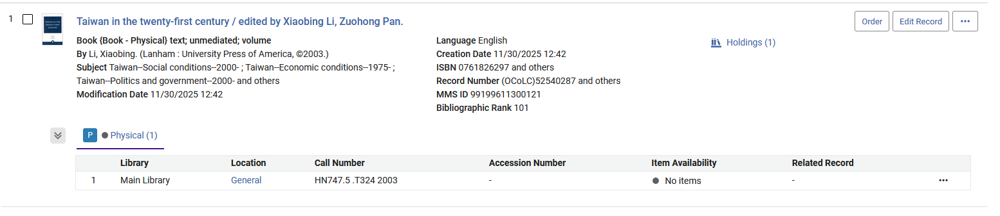 1
Taiwan in the twenty-first century / edited by Xiaobing Li, Zuohong Pan.
Order
Edit Record
Book {Book - Physical} text; unmediated; volume
By Li, Xiaobing. (Lanham : University Press of America, ©2003.)
Subject Taiwan--Social conditions--2000- ; Taiwan--Economic conditions--1975- ;
Taiwan--Politics and government--2000- and others
Modification Date 11/30/2025 12:42
Language English
Creation Date 11/30/2025 12:42
ISBN 0761826297 and others
Record Number (OCoLC)52540287 and others
MMS ID 99199611300121
Bibliographic Rank 101
Holdings (1)
P Physical (1)
Library Location Call Number Accession Number Item Availability Related Record
1 Main Library General HN747.5 .T324 2003 - No items -